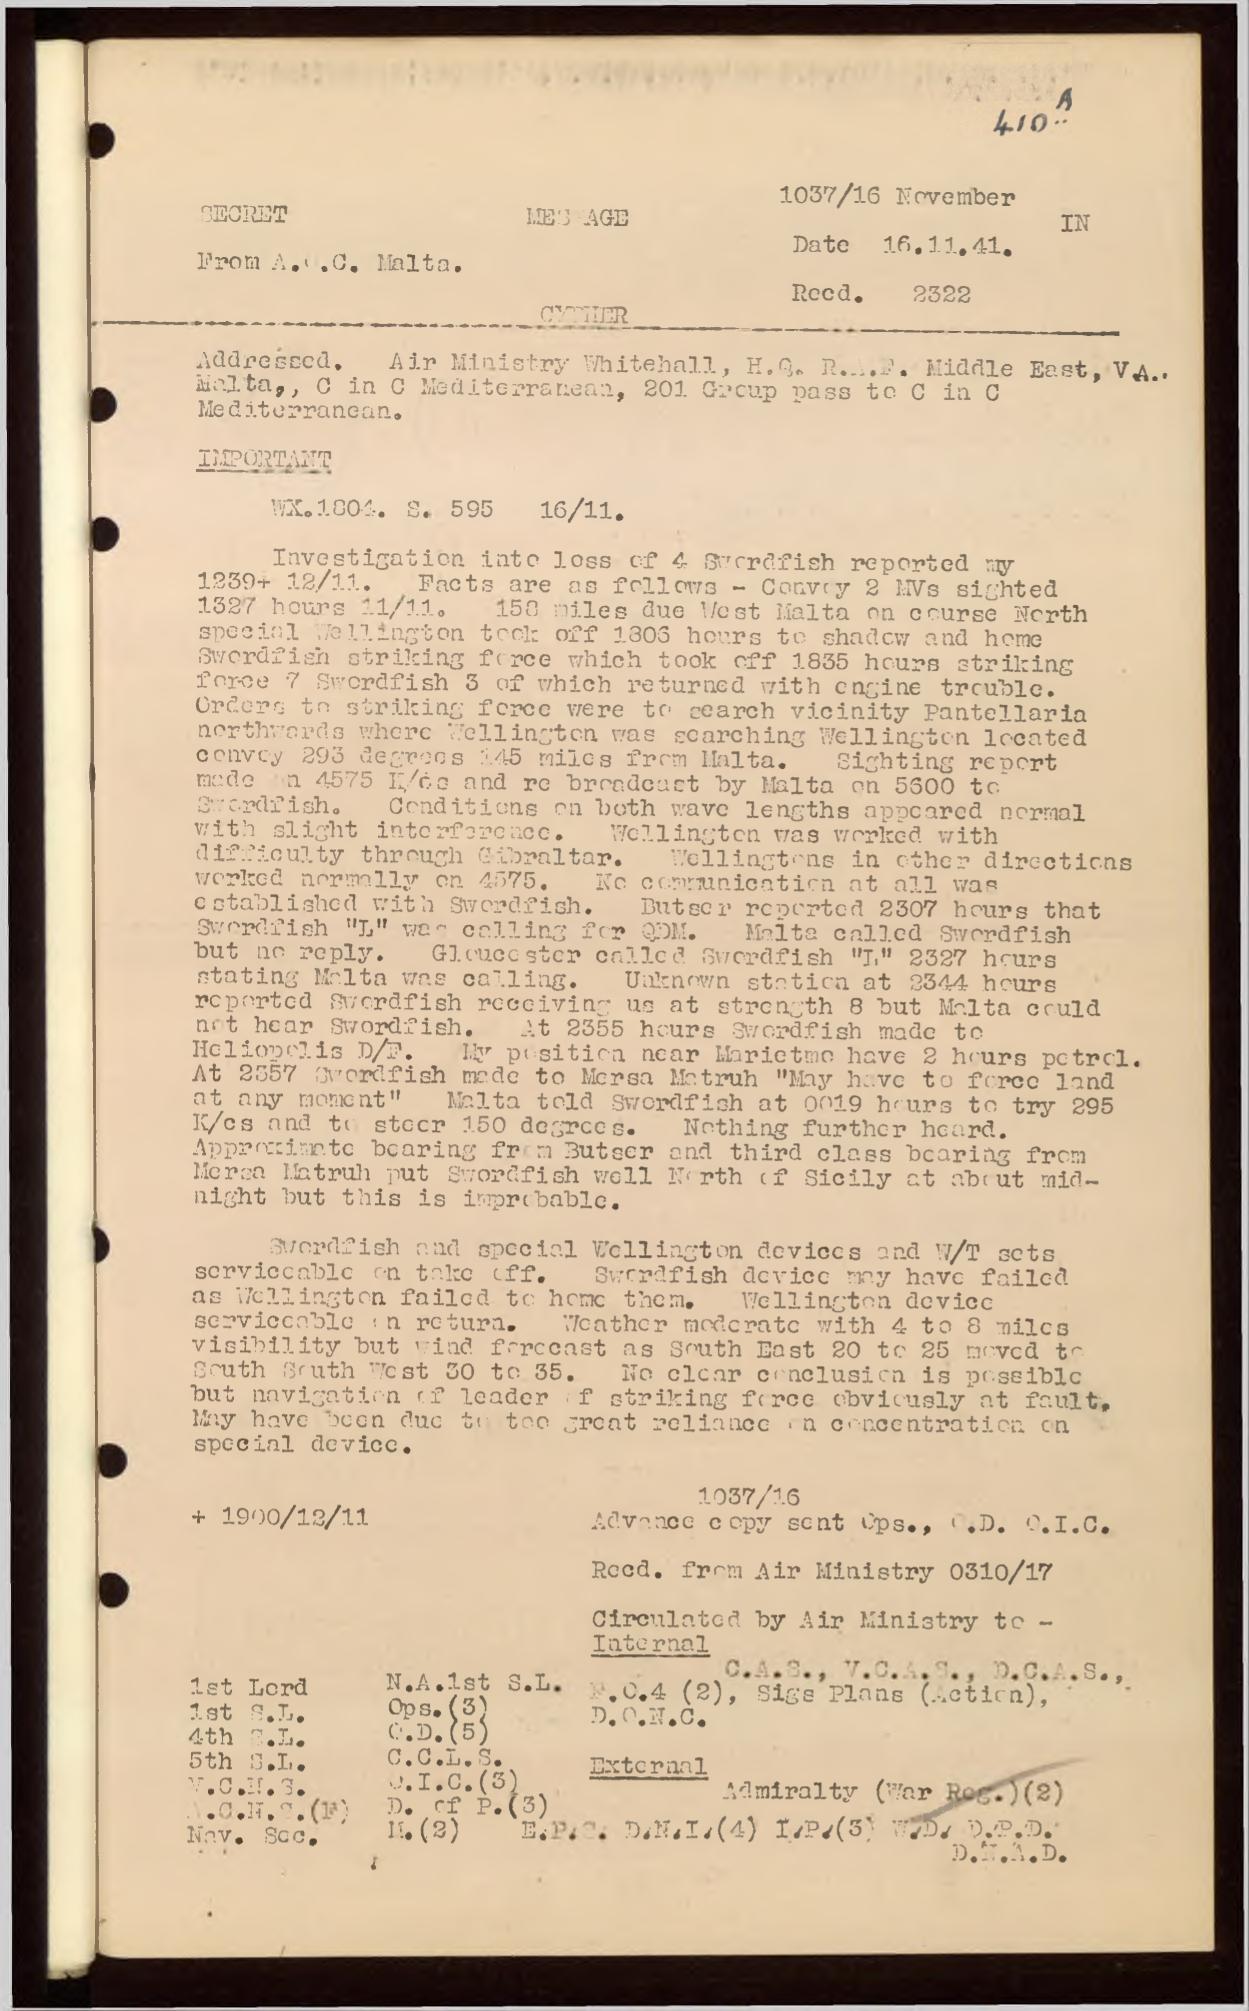 410 A
1037/16 November
SECRET MESSAGE IN
Date 16.11.41.
From A.O.C. Malta.
Recd. 2322
CYPHER
Addressed. Air Ministry Whitehall, H.Q. R.A.F. Middle East, V.A..
Malta,, C in C Mediterranean, 201 Group pass to C in C
Mediterranean.
IMPORTANT
WX.1804. S. 595 16/11.
Investigation into loss of 4 Swordfish reported my
1239+ 12/11. Facts are as follows - Convoy 2 MVs sighted
1327 hours 11/11. 158 miles due West Malta on course North
special Wellington took off 1806 hours to shadow and home
Swordfish striking force which took off 1835 hours striking
force 7 Swordfish 3 of which returned with engine trouble.
Orders to striking force were to search vicinity Pantellaria
northwards where Wellington was searching Wellington located
convoy 293 degrees 145 miles from Malta. Sighting report
made on 4575 K/cs and re broadcast by Malta on 5600 to
Swordfish. Conditions on both wave lengths appeared normal
with slight interference. Wellington was worked with
difficulty through Gibraltar. Wellingtons in other directions
worked normally on 4575. No communication at all was
established with Swordfish. Butser reported 2307 hours that
Swordfish "L" was calling for QDM. Malta called Swordfish
but no reply. Gloucester called Swordfish "L" 2327 hours
stating Malta was calling. Unknown station at 2344 hours
reported Swordfish receiving us at strength 8 but Malta could
not hear Swordfish. At 2355 hours Swordfish made to
Heliopolis D/F. My position near Marietmo have 2 hours petrol.
At 2357 Swordfish made to Mersa Matruh "May have to force land
at any moment" Malta told Swordfish at 0019 hours to try 295
K/cs and to steer 150 degrees. Nothing further heard.
Approximate bearing from Butser and third class bearing from
Mersa Matruh put Swordfish well North of Sicily at about mid-
night but this is improbable.
Swordfish and special Wellington devices and W/T sets
serviceable on take off. Swordfish device may have failed
as Wellington failed to home them. Wellington device
serviceable on return. Weather moderate with 4 to 8 miles
visibility but wind forecast as South East 20 to 25 moved to
South South West 30 to 35. No clear conclusion is possible
but navigation of leader of striking force obviously at fault.
May have been due to too great reliance on concentration on
special device.
1037/16
+ 1900/12/11
Advance copy sent Ops., O.D. O.I.C.
Recd. from Air Ministry 0310/17
Circulated by Air Ministry to -
Internal
C.A.S., V.C.A.S., D.C.A.S.,
F.O.4 (2), Sigs Plans (Action),
D.O.N.C.
External
Admiralty (War Reg.)(2)
1st Lord N.A.1st S.L.
1st S.L. Ops.(3)
4th S.L. O.D.(5)
5th S.L. C.C.L.S.
V.C.N.S. O.I.C.(3)
A.C.N.S.(F) D. of P.(3)
Nav. Sec. M.(2) E.P.S. D.N.I.(4) I.P.(3) W.D. D.P.D.
D.N.A.D.